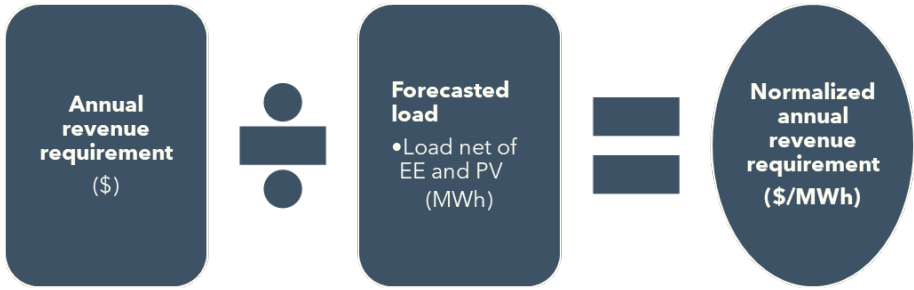 Annual
revenue
requirement
($)
Forecasted
load
•Load net of
EE and PV
(MWh)
Normalized
annual
revenue
requirement
($/MWh)